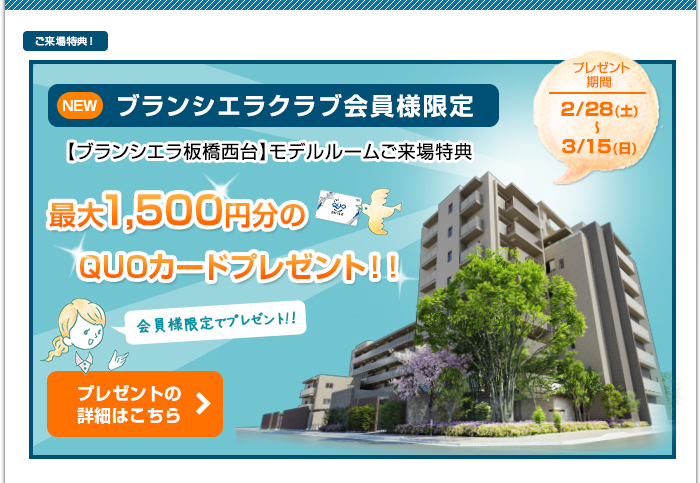 ご来場特典!
NEW ブランシエラクラブ会員様限定
プレゼント
期間
2/28(土)
~
3/15(日)
【ブランシエラ板橋西台】モデルルームご来場特典
最大1,500円分の
QUO
QUOカードプレゼント!!
会員様限定でプレゼント!!
プレゼントの
詳細はこちら